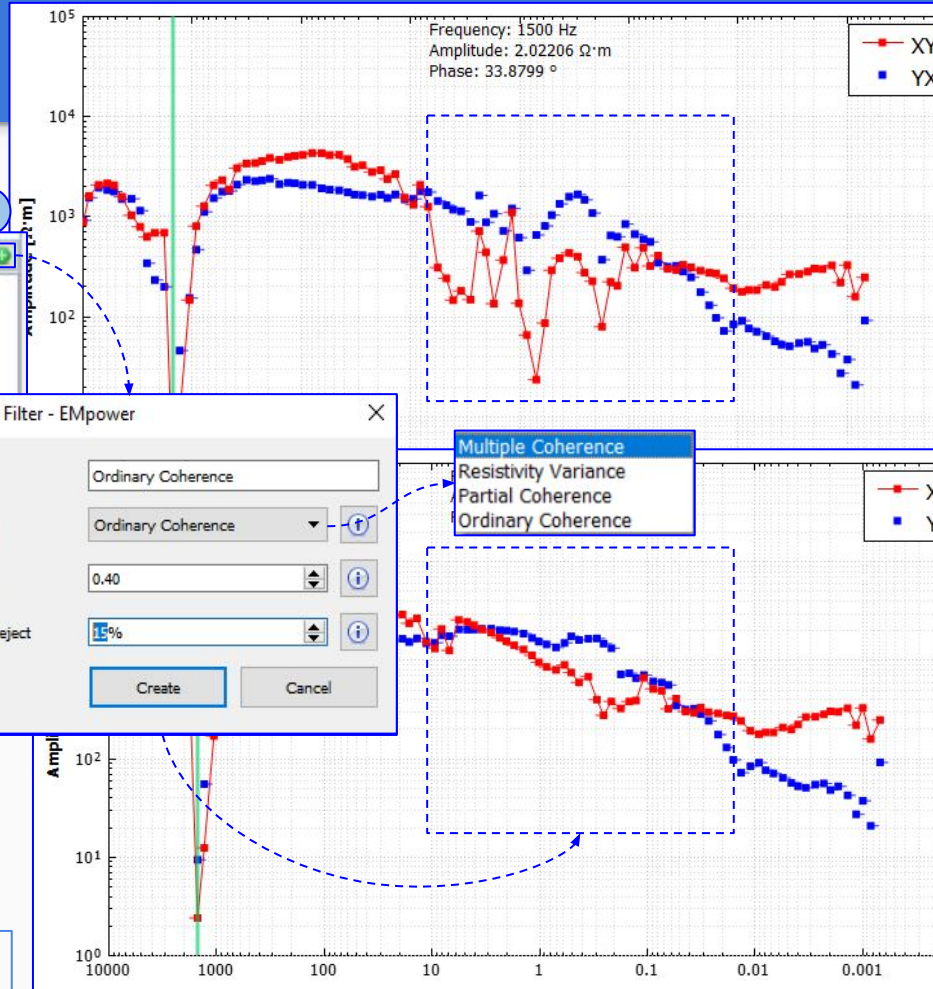 10⁵
Frequency: 1500 Hz
Amplitude: 2.02206 Ω·m
Phase: 33.8799 °
XY
YX
10⁴
10³
10²
Filter - EMpower
Ordinary Coherence
Ordinary Coherence
0.40
eject
15%
Create
Cancel
Multiple Coherence
Resistivity Variance
Partial Coherence
Ordinary Coherence
X
Y
Ampli
10²
10¹
10⁰
10000
1000
100
10
1
0.1
0.01
0.001